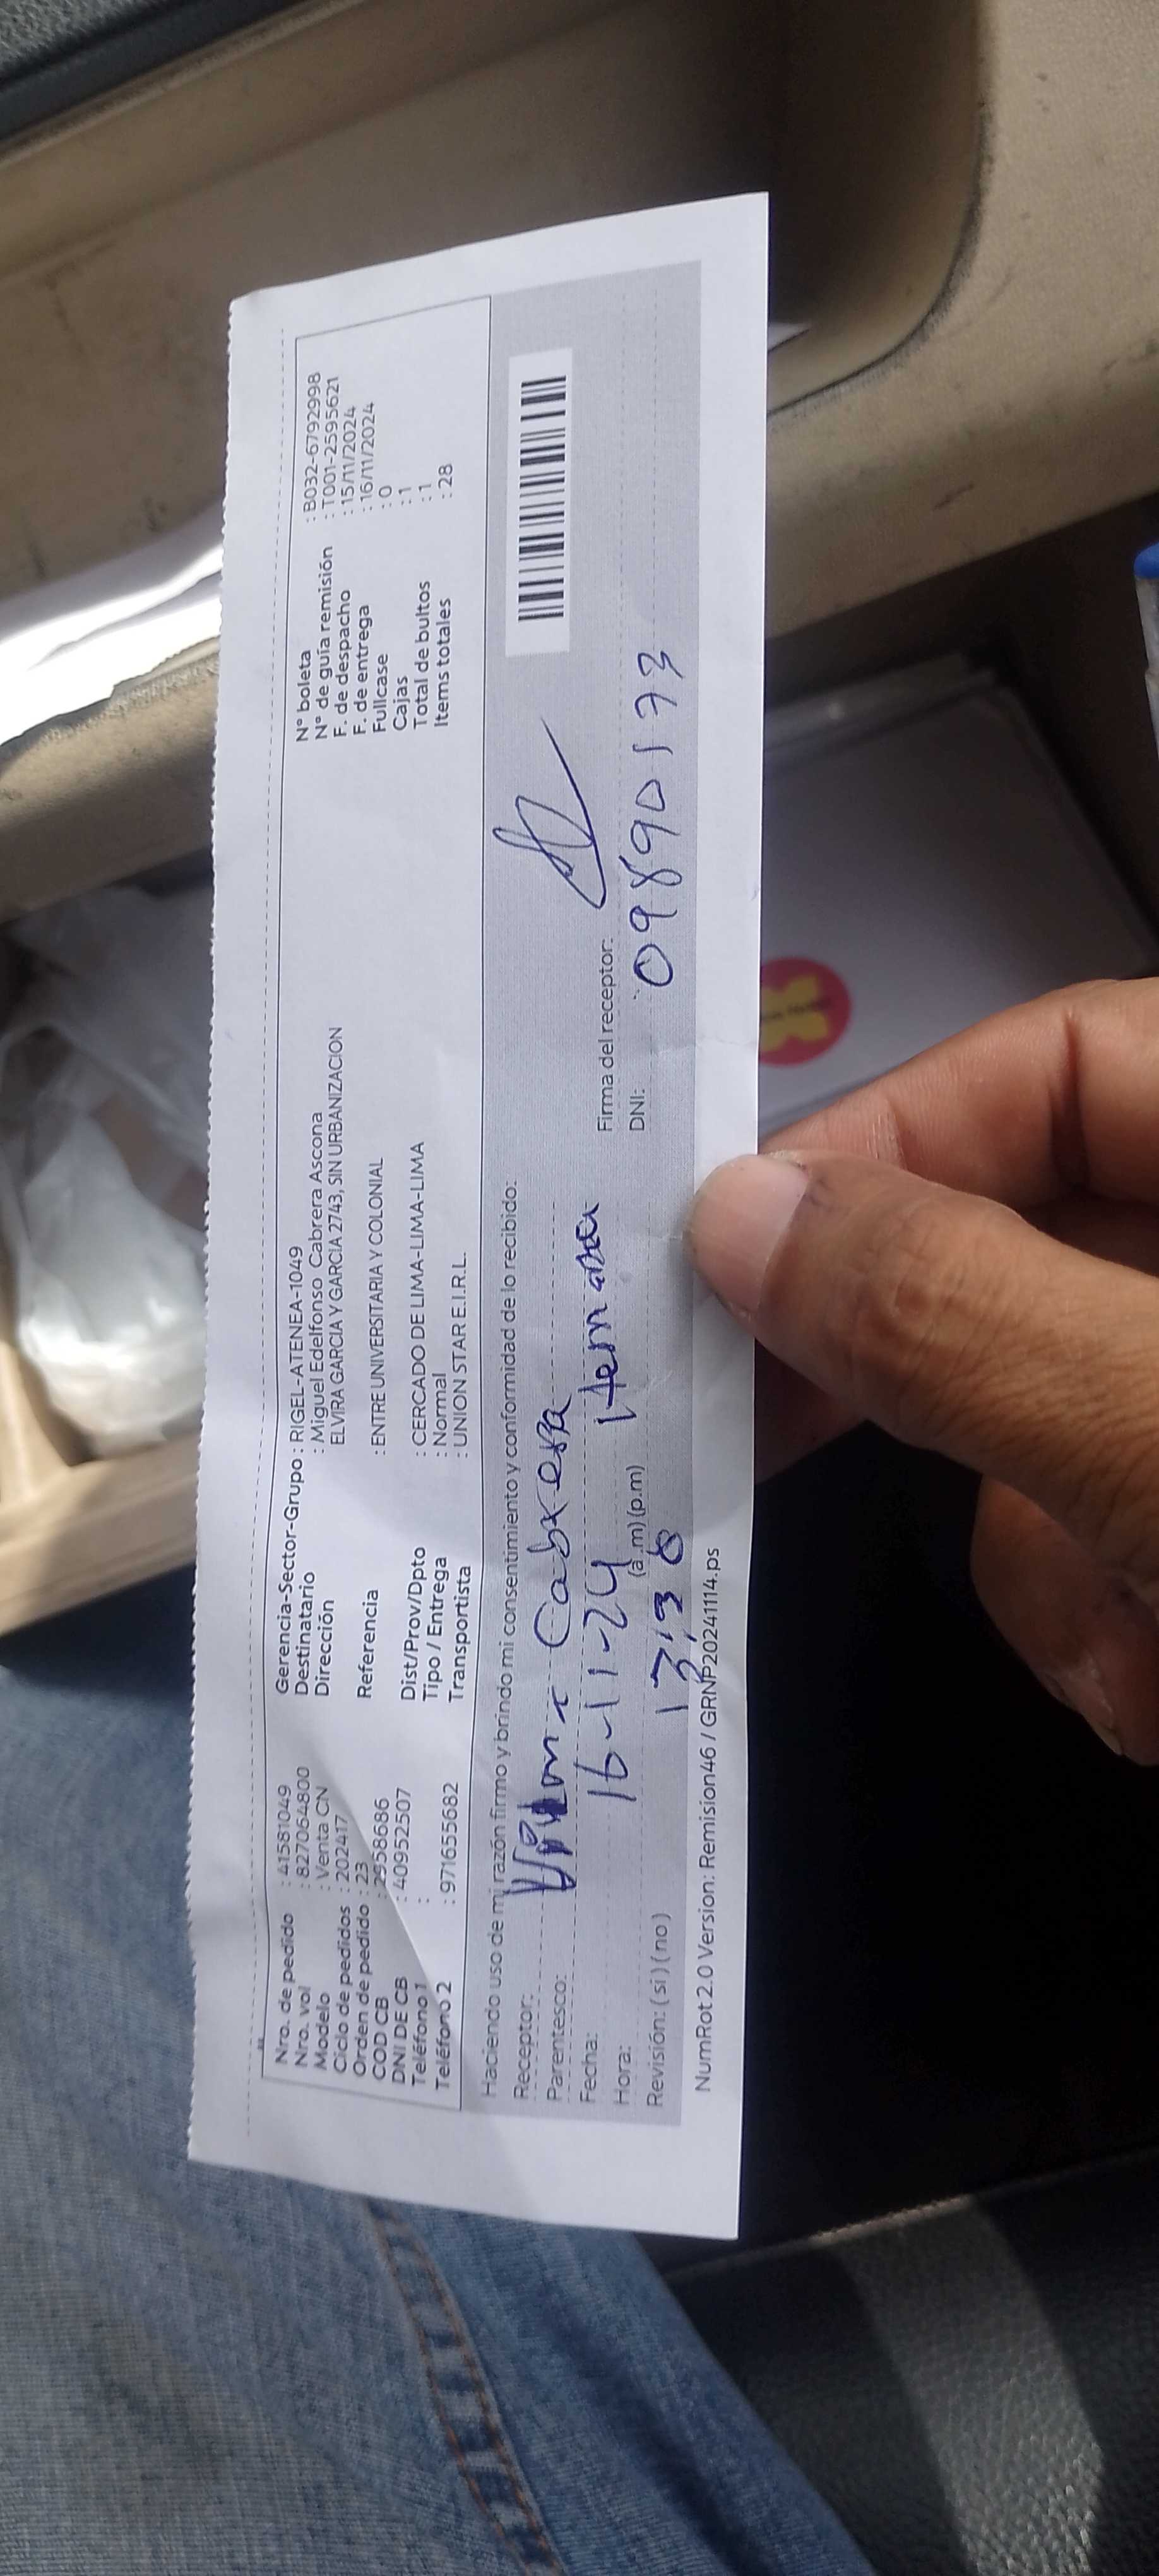 Nro. de pedido : 41581049
Nro. vol : 827064800
Modelo : Venta CN
Ciclo de pedidos : 202417
Orden de pedido : 23
COD CB : 2958686
DNI DE CB : 40952507
Teléfono 1 :
Teléfono 2 : 971655682
Gerencia-Sector-Grupo : RIGEL-ATENEA-1049
Destinatario : Miguel Edelfonso Cabrera Ascona
Dirección ELVIRA GARCIA Y GARCIA 2743, SIN URBANIZACION
Referencia : ENTRE UNIVERSITARIA Y COLONIAL
Dist/Prov/Dpto : CERCADO DE LIMA-LIMA-LIMA
Tipo / Entrega : Normal
Transportista : UNION STAR E.I.R.L.
N° boleta : B032-6792998
N° de guía remisión : T001-2595621
F. de despacho : 15/11/2024
F. de entrega : 16/11/2024
Fullcase : 0
Cajas : 1
Total de bultos : 1
Items totales : 28
Haciendo uso de mi razón firmo y brindo mi consentimiento y conformidad de lo recibido:
Receptor: Cabrera
Parentesco: Hermana
Fecha: 16-11-24
Hora: (a.m) (p.m)
Revisión: ( si ) ( no )
Firma del receptor:
DNI: 09890173
NumRot2.0 Version: Remision46 / GRNP20241114.ps